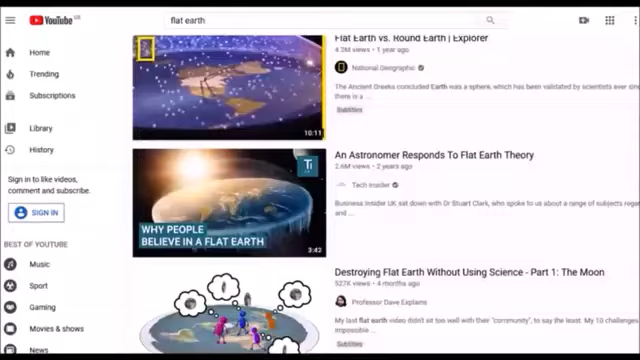 YouTube GB
flat earth
Home
Trending
Subscriptions
Library
History
Sign in to like videos,
comment and subscribe.
SIGN IN
BEST OF YOUTUBE
Music
Sport
Gaming
Movies & shows
News
10:11
Flat Earth vs. Round Earth | Explorer
4.2M views • 1 year ago
National Geographic
The Ancient Greeks concluded Earth was a sphere, which has been validated by scientists ever sinc
there is a ...
Subtitles
Ti
WHY PEOPLE
BELIEVE IN A FLAT EARTH
3:42
An Astronomer Responds To Flat Earth Theory
2.6M views • 2 years ago
Tech Insider
Business Insider UK sat down with Dr Stuart Clark, who spoke to us about a range of subjects regar
and ...
Destroying Flat Earth Without Using Science - Part 1: The Moon
527K views • 4 months ago
Professor Dave Explains
My last flat earth video didn't sit too well with their "community", to say the least. My 10 challenges
impossible ...
Subtitles